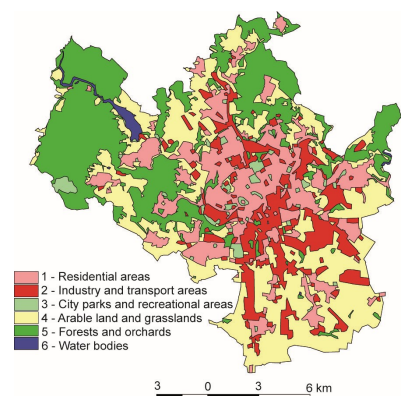 1 - Residential areas
2 - Industry and transport areas
3 - City parks and recreational areas
4 - Arable land and grasslands
5 - Forests and orchards
6 - Water bodies
3 0 3 6 km